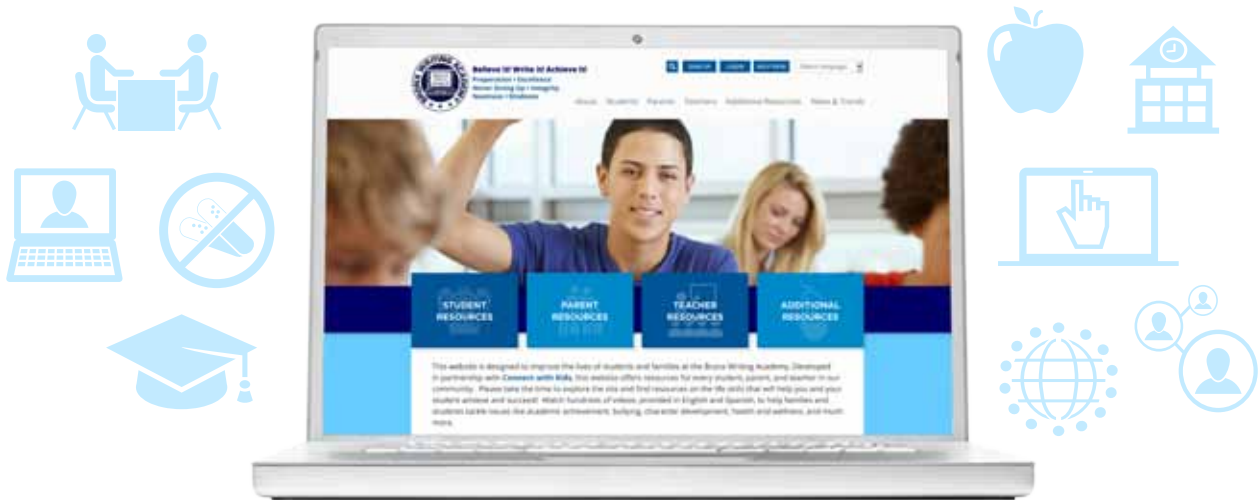 WRITING ACADEMY
Believe It! Write It! Achieve It!
Preparation • Excellence
Never Giving Up • Integrity
Neatness • Kindness
SIGN UP LOGIN Select Language
About Students Parents Teachers Additional Resources News & Trends
STUDENT
RESOURCES
PARENT
RESOURCES
TEACHER
RESOURCES
ADDITIONAL
RESOURCES
This website is designed to improve the lives of students and families at the Bronx Writing Academy. Developed
in partnership with Connect with Kids, this website offers resources for every student, parent, and teacher in our
community. Please take the time to explore the site and find resources on the life skills that will help you and your
student achieve and succeed! Watch hundreds of videos, provided in English and Spanish, to help families and
students tackle issues like academic achievement, bullying, character development, health and wellness, and much
more.